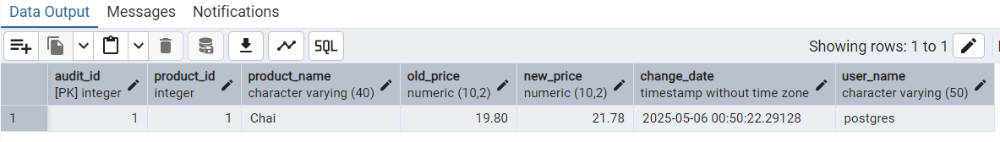 Data Output Messages Notifications
SQL Showing rows: 1 to 1
audit_id product_id product_name old_price new_price change_date user_name
[PK] integer integer character varying (40) numeric (10,2) numeric (10,2) timestamp without time zone character varying (50)
1 1 1 Chai 19.80 21.78 2025-05-06 00:50:22.29128 postgres